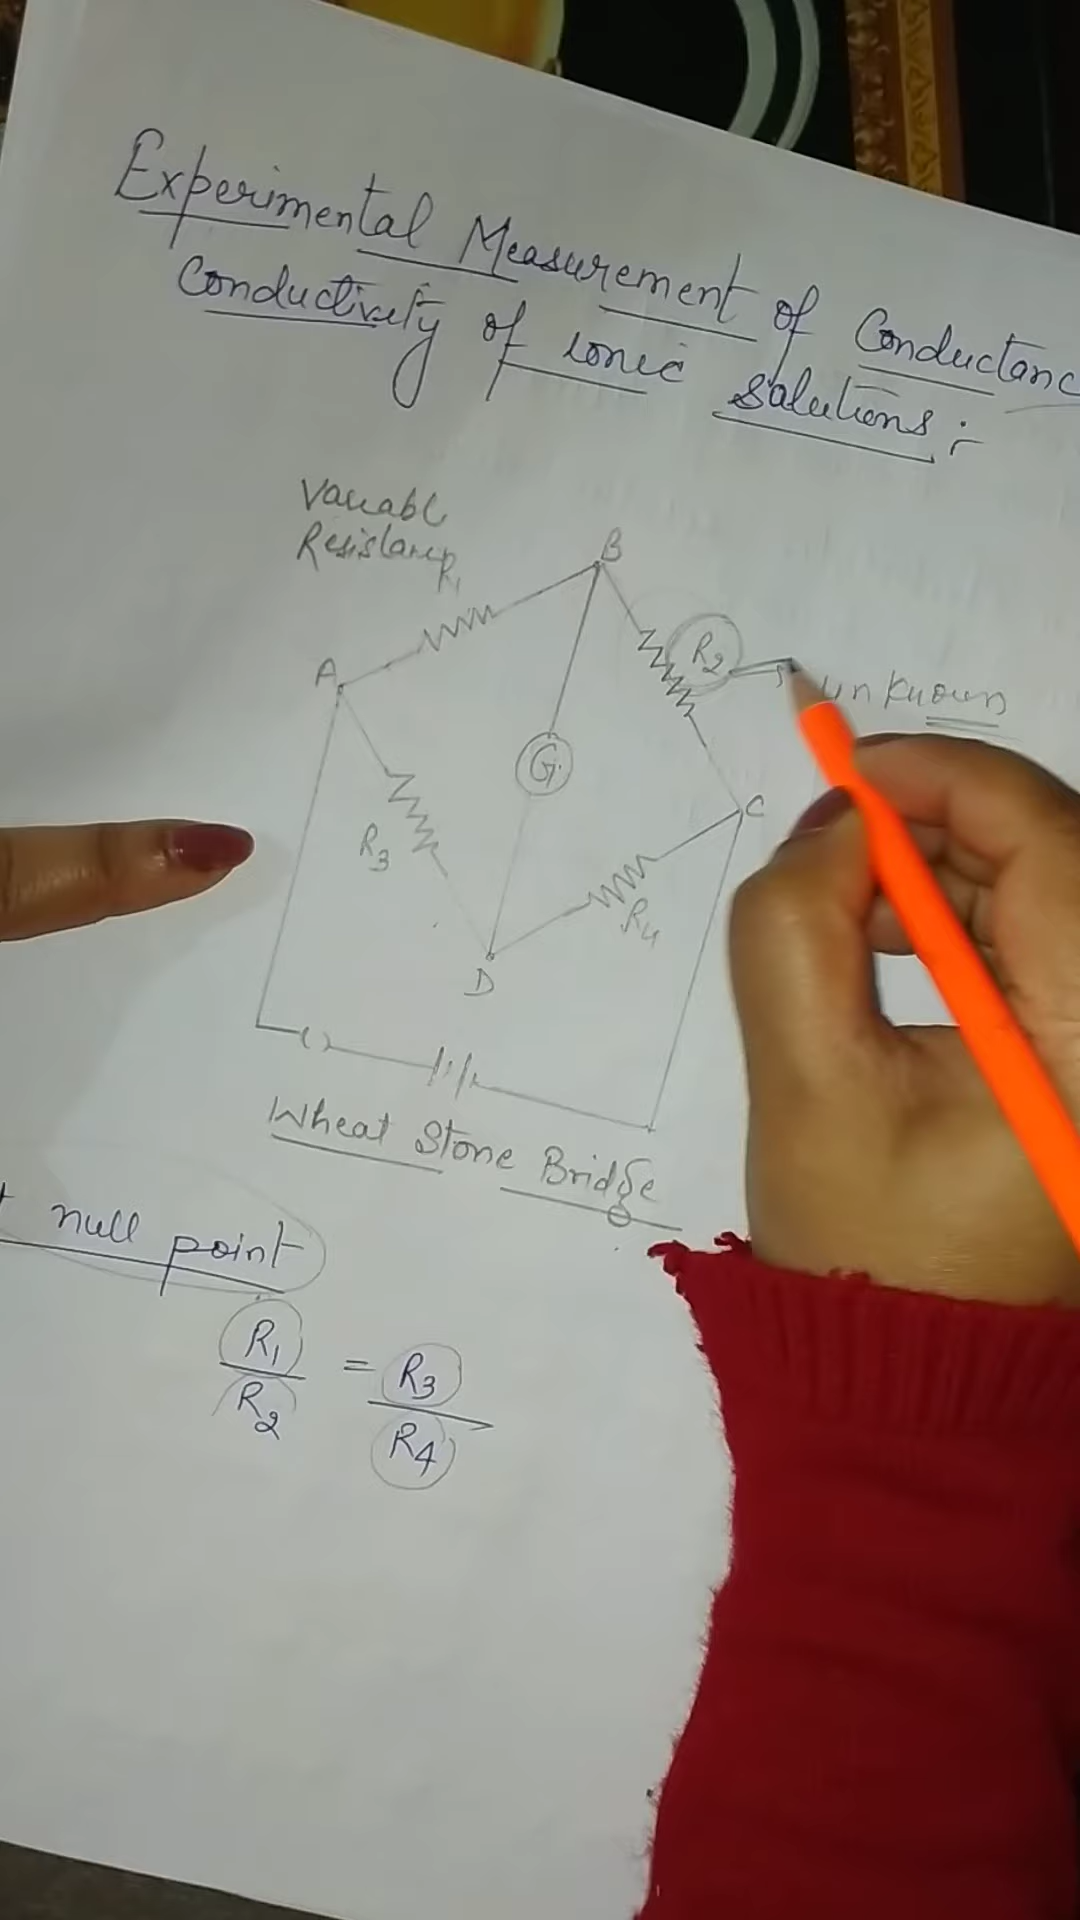 Experimental Measurement of Conductanc
Conductivity of ionic solutions :-
Variable
Resistance
R1
B
R2
unknown
A
G
C
R3
R4
D
Wheat Stone Bridge
null point
R1 = R3
R2 R4